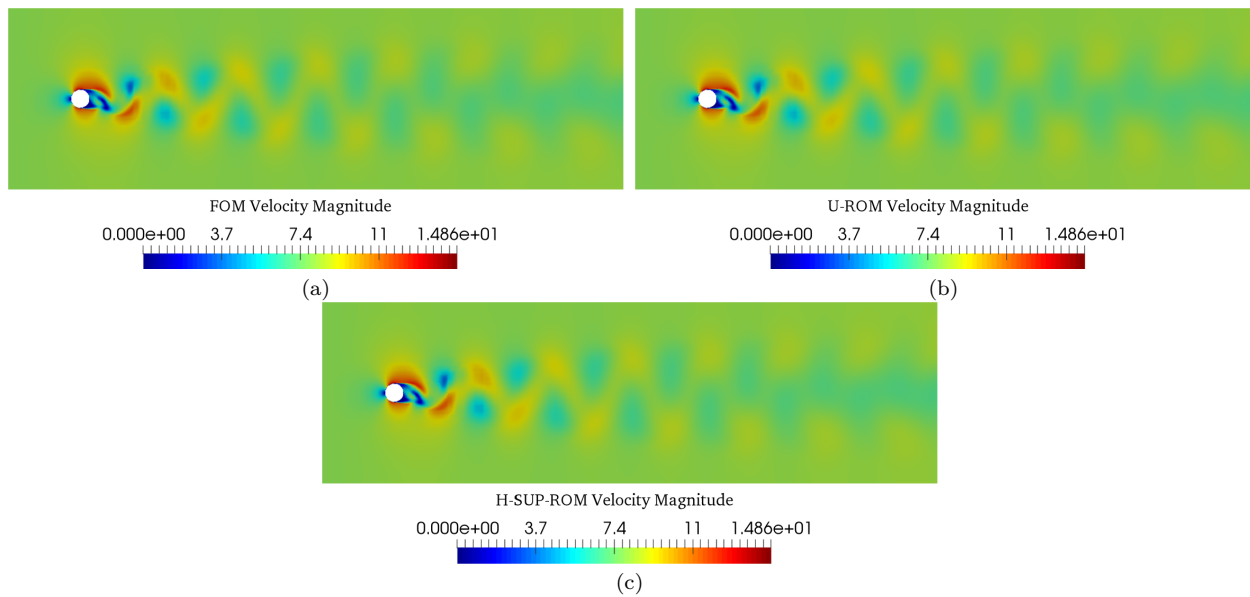 FOM Velocity Magnitude
0.000e+00 3.7 7.4 11 1.486e+01
(a)
U-ROM Velocity Magnitude
0.000e+00 3.7 7.4 11 1.486e+01
(b)
H-SUP-ROM Velocity Magnitude
0.000e+00 3.7 7.4 11 1.486e+01
(c)